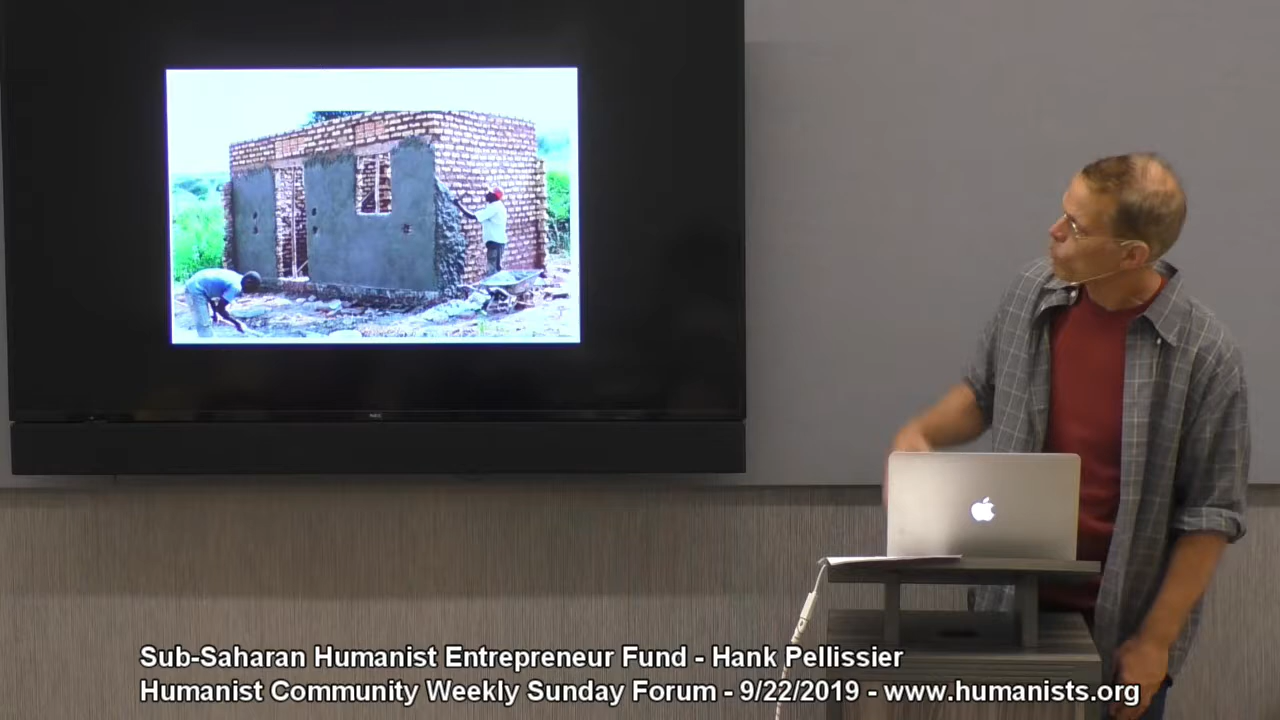 Sub-Saharan Humanist Entrepreneur Fund - Hank Pellissier
Humanist Community Weekly Sunday Forum - 9/22/2019 - www.humanists.org